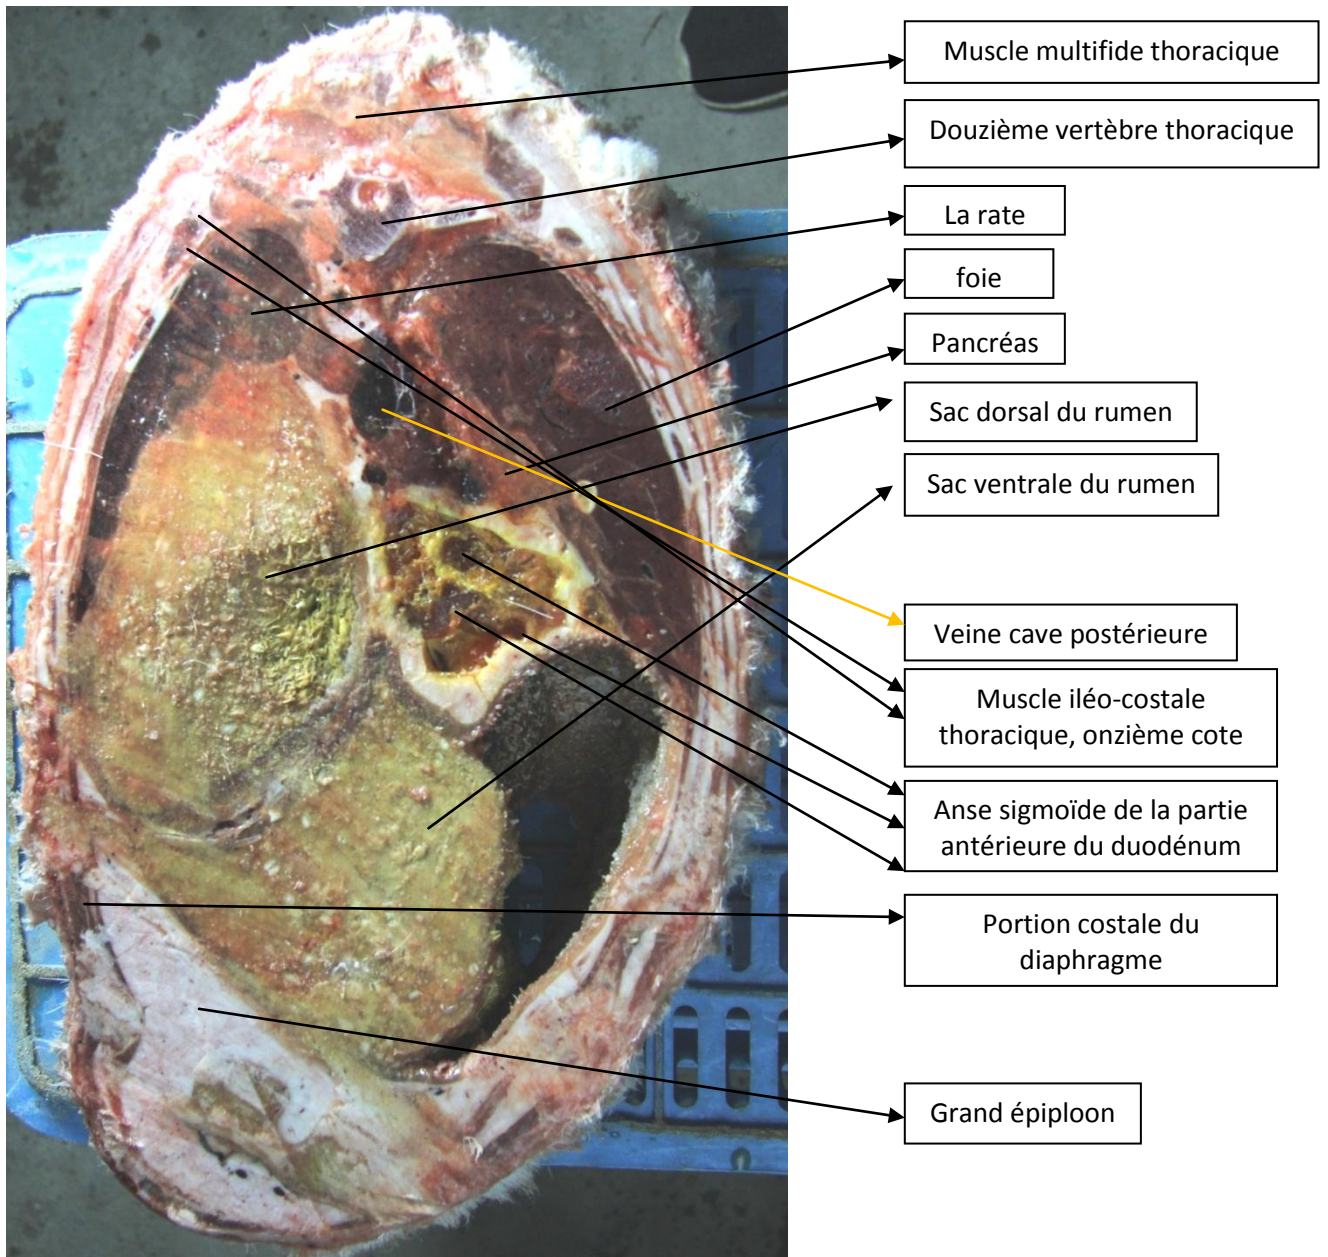 Muscle multifide thoracique
Douzième vertèbre thoracique
La rate
foie
Pancréas
Sac dorsal du rumen
Sac ventrale du rumen
Veine cave postérieure
Muscle iléo-costale
thoracique, onzième cote
Anse sigmoïde de la partie
antérieure du duodénum
Portion costale du
diaphragme
Grand épiploon